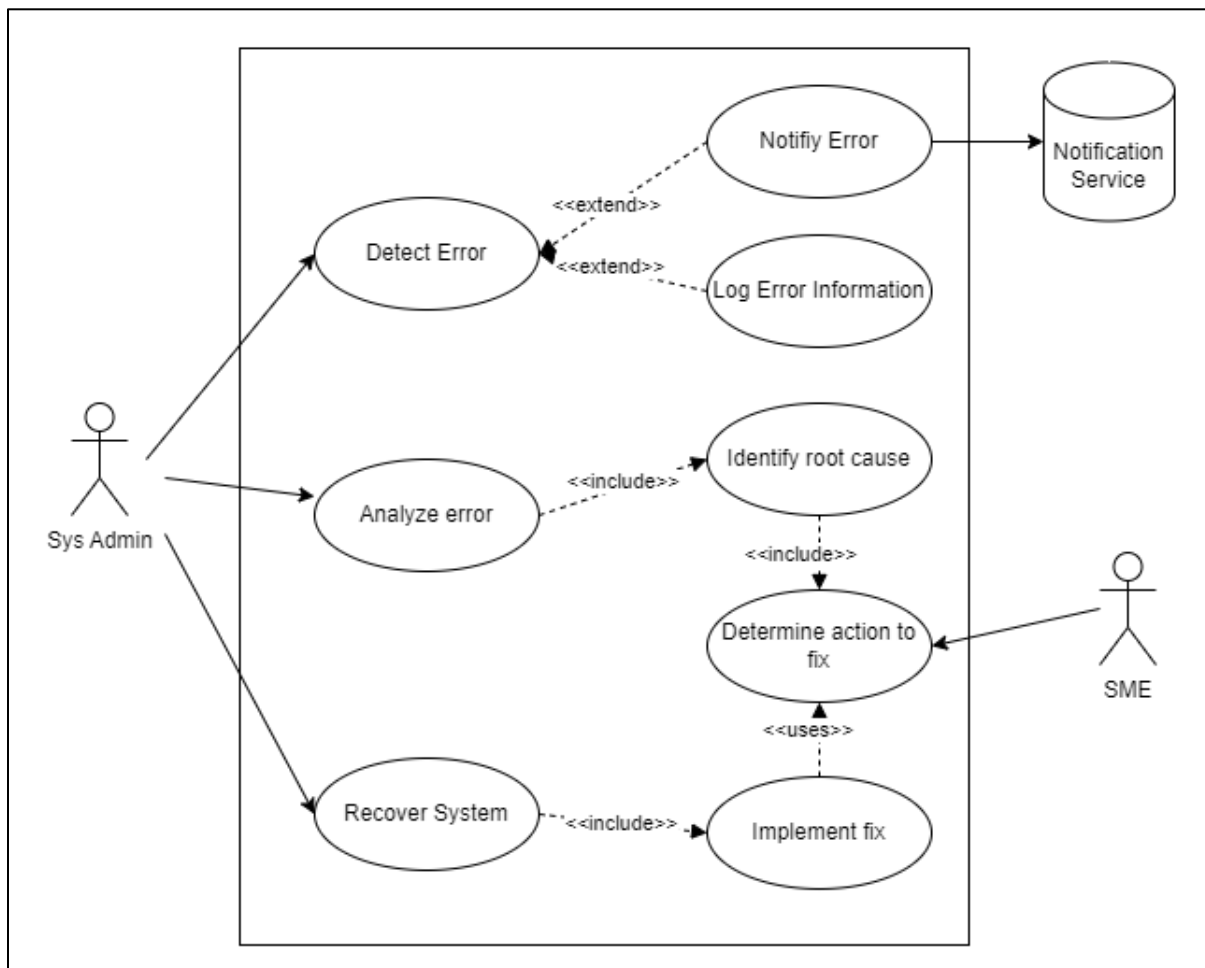 Notifiy Error
Notification
Service
<<extend>>
Detect Error
<<extend>>
Log Error Information
Identify root cause
<<include>>
Analyze error
Sys Admin
<<include>>
Determine action to
fix
SME
<<uses>>
Recover System
<<include>>
Implement fix